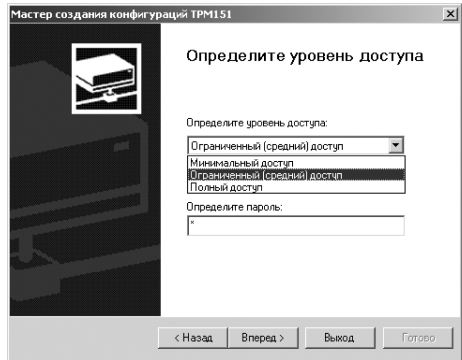 Мастер создания конфигураций ТРМ151
Определите уровень доступа
Определите уровень доступа:
Ограниченный (средний) доступ
Минимальный доступ
Ограниченный (средний) доступ
Полный доступ
Определите пароль:
*
< Назад Вперед > Выход Готово